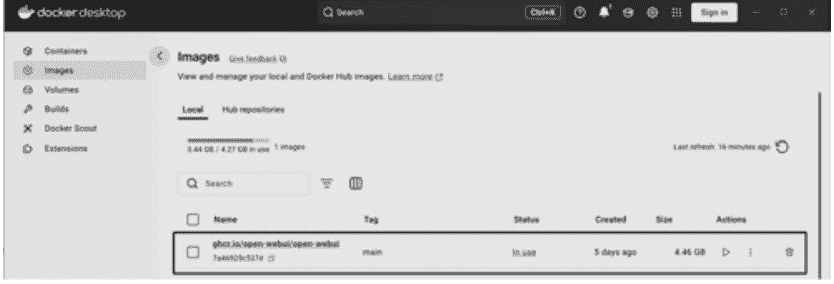 docker desktop
Search
Ctrl+K
Sign in
Containers
Images
Volumes
Builds
Docker Scout
Extensions
Images Give feedback
View and manage your local and Docker Hub images. Learn more
Local Hub repositories
3.44 GB / 4.27 GB in use 1 images
Last refresh: 16 minutes ago
Search
Name Tag Status Created Size Actions
ghcr.io/open-webui/open-webui
main In use 5 days ago 4.46 GB